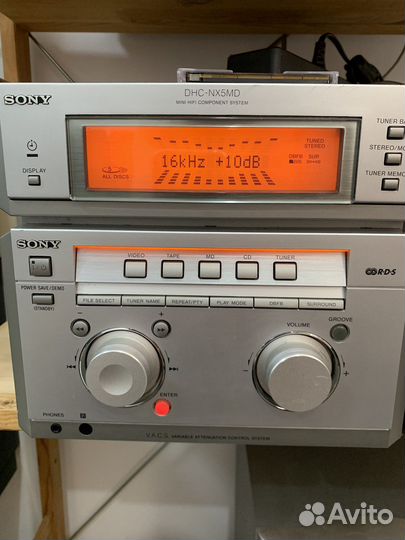 SONY
DHC-NX5MD
MINI HIFI COMPONENT SYSTEM
TUNER BA
DISPLAY
ALL DISCS
16kHz +10dB
TUNED
STEREO
DBFB SUR
STEREO/MO
TUNER MEMO
SONY
VIDEO
TAPE
MD
CD
TUNER
R·D·S
POWER SAVE/DEMO
(STANDBY)
FILE SELECT
TUNER NAME
REPEAT/PTY
PLAY MODE
DBFB
SURROUND
GROOVE
− +
VOLUME
− +
ENTER
PHONES
V.A.C.S VARIABLE ATTENUATION CONTROL SYSTEM
Avito